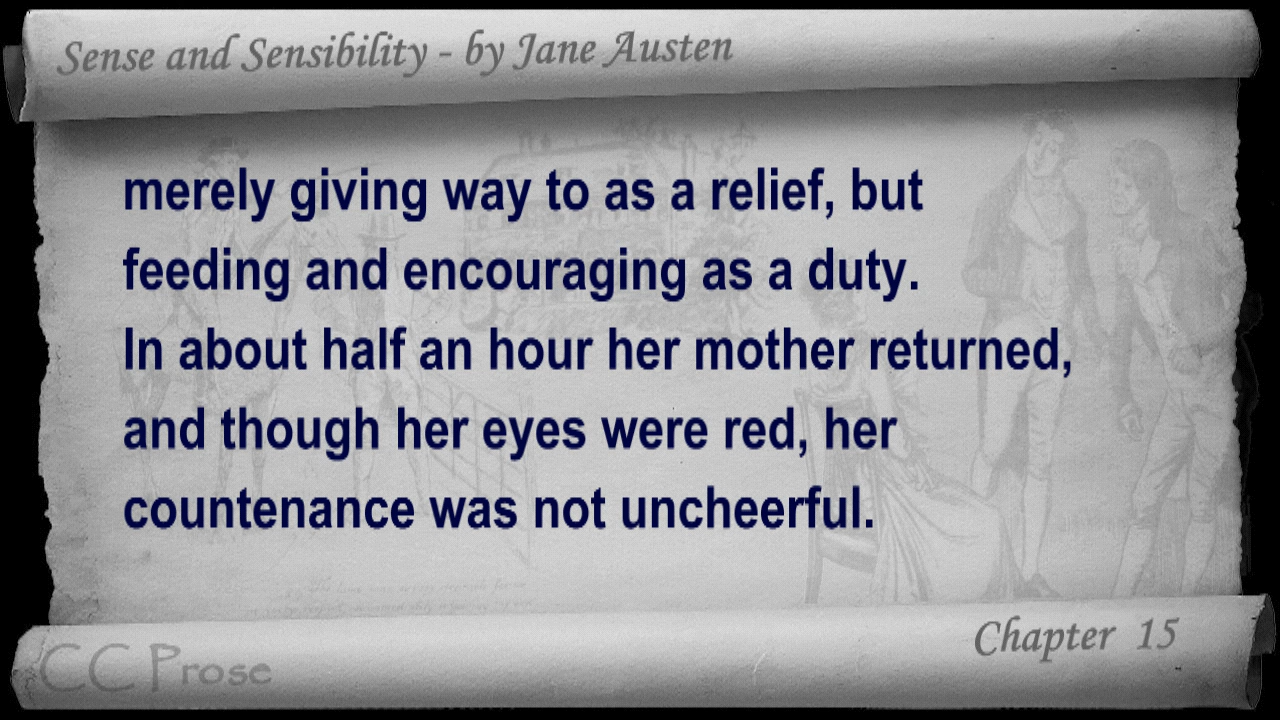 Sense and Sensibility - by Jane Austen
merely giving way to as a relief, but
feeding and encouraging as a duty.
In about half an hour her mother returned,
and though her eyes were red, her
countenance was not uncheerful.
Chapter 15
CC Prose